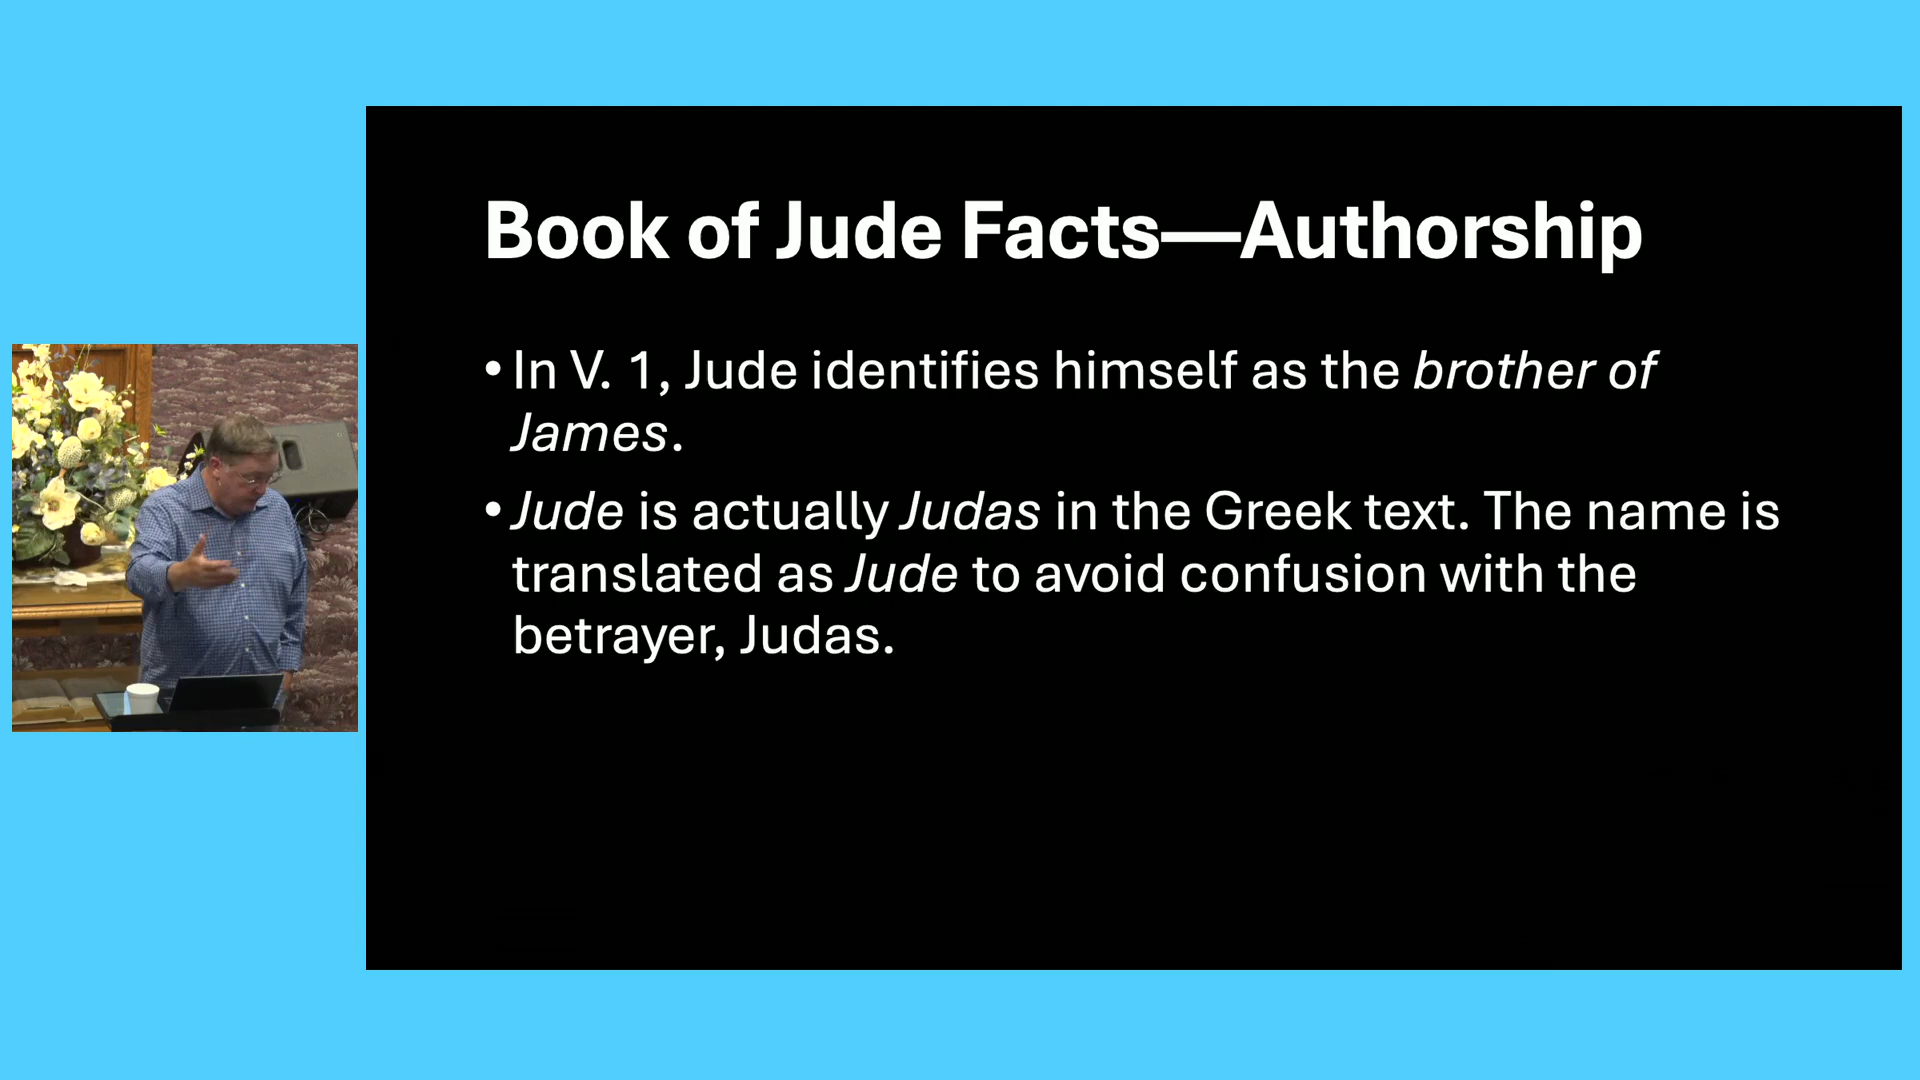 Book of Jude Facts—Authorship
• In V. 1, Jude identifies himself as the brother of
James.
• Jude is actually Judas in the Greek text. The name is
translated as Jude to avoid confusion with the
betrayer, Judas.